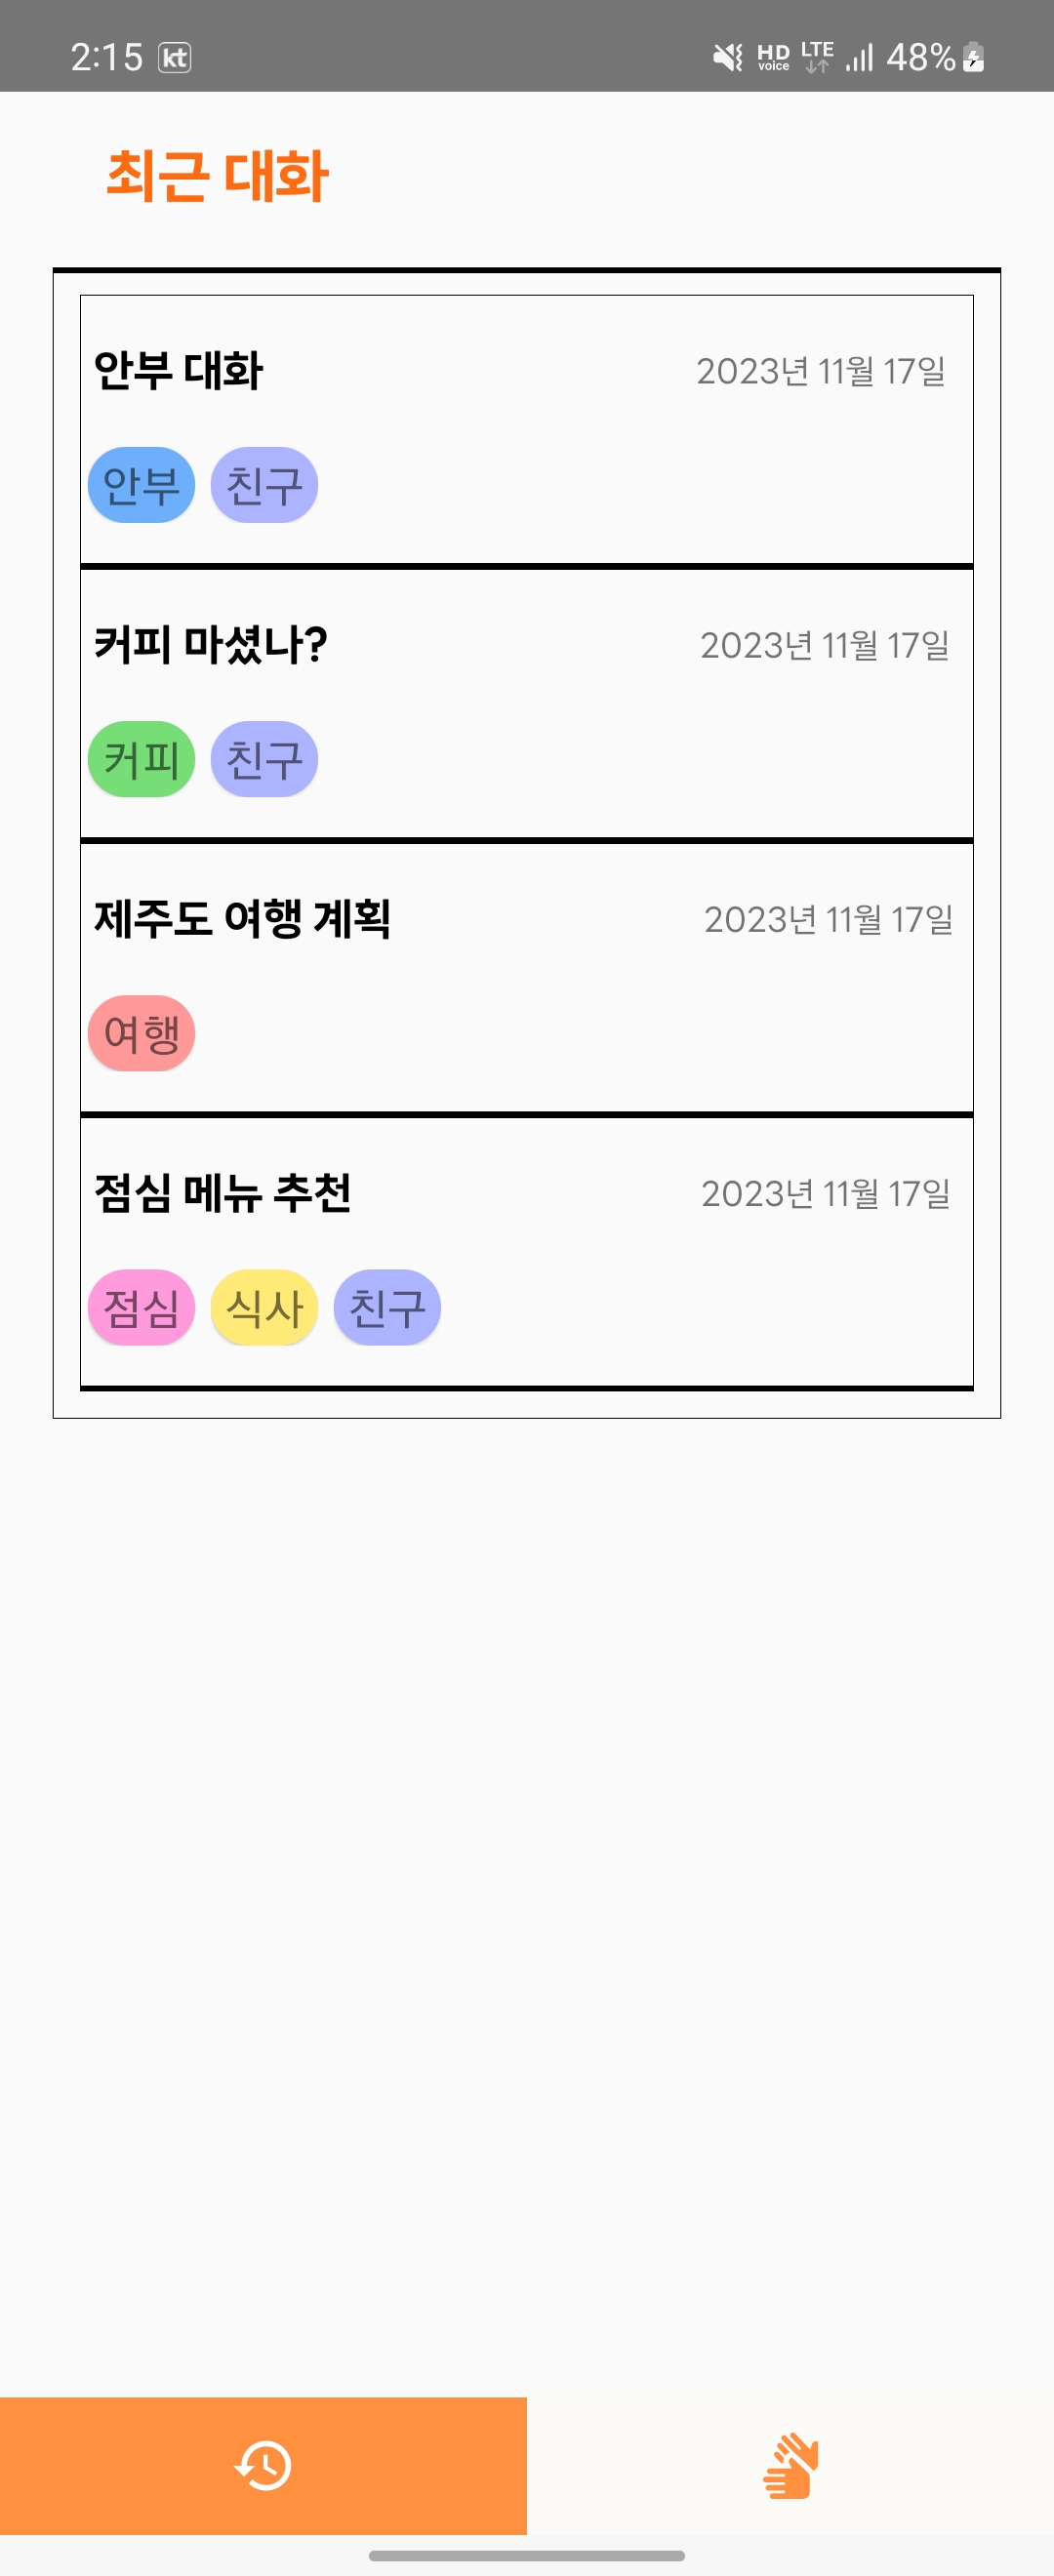 2:15 kt HD voice LTE 48%
최근 대화
안부 대화 2023년 11월 17일
안부 친구
커피 마셨나? 2023년 11월 17일
커피 친구
제주도 여행 계획 2023년 11월 17일
여행
점심 메뉴 추천 2023년 11월 17일
점심 식사 친구